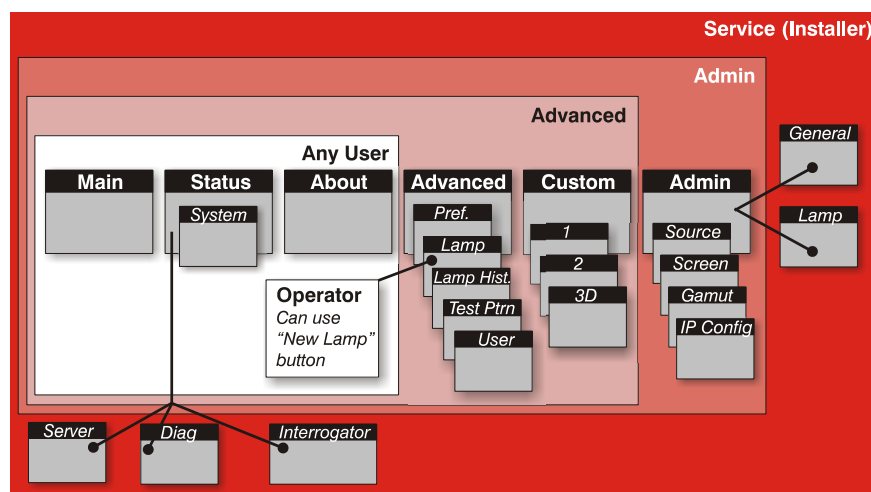 Service (Installer)
Admin
Advanced
Any User
Main
Status
System
About
Advanced
Pref.
Lamp
Lamp Hist.
Test Ptrn
User
Custom
1
2
3D
Admin
Source
Screen
Gamut
IP Config
General
Lamp
Operator
Can use
“New Lamp”
button
Server
Diag
Interrogator